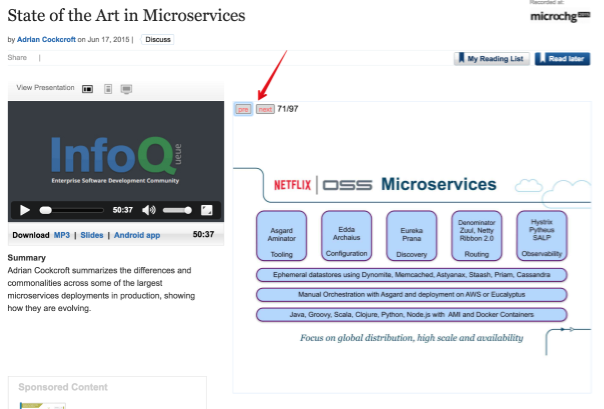 State of the Art in Microservices
Recorded at:
microchg
by Adrian Cockcroft on Jun 17, 2015 | Discuss
Share |
My Reading List
Read later
View Presentation
pre next 71/97
InfoQ
Enterprise Software Development Community
50:37
Download MP3 | Slides | Android app 50:37
Summary
Adrian Cockcroft summarizes the differences and
commonalities across some of the largest
microservices deployments in production, showing
how they are evolving.
Sponsored Content
NETFLIX | OSS Microservices
Asgard
Aminator
Tooling
Edda
Archaius
Configuration
Eureka
Prana
Discovery
Denominator
Zuul, Netty
Ribbon 2.0
Routing
Hystrix
Pytheus
SALP
Observability
Ephemeral datastores using Dynomite, Memcached, Astyanax, Staash, Priam, Cassandra
Manual Orchestration with Asgard and deployment on AWS or Eucalyptus
Java, Groovy, Scala, Clojure, Python, Node.js with AMI and Docker Containers
Focus on global distribution, high scale and availability